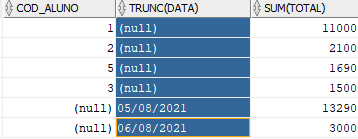 COD_ALUNO TRUNC(DATA) SUM(TOTAL)
1 (null) 11000
2 (null) 2100
5 (null) 1690
3 (null) 1500
(null) 05/08/2021 13290
(null) 06/08/2021 3000